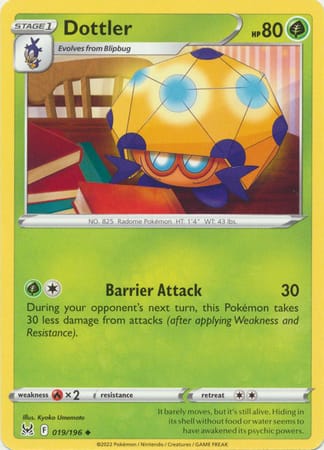 STAGE 1
Dottler
HP 80
Evolves from Blipbug
NO. 825 Radome Pokémon HT: 1'4" WT: 43 lbs.
Barrier Attack 30
During your opponent's next turn, this Pokémon takes
30 less damage from attacks (after applying Weakness and
Resistance).
weakness ×2 resistance retreat
Illus. Kyoko Umemoto
F 019/196
It barely moves, but it's still alive. Hiding in
its shell without food or water seems to
have awakened its psychic powers.
©2022 Pokémon / Nintendo / Creatures / GAME FREAK